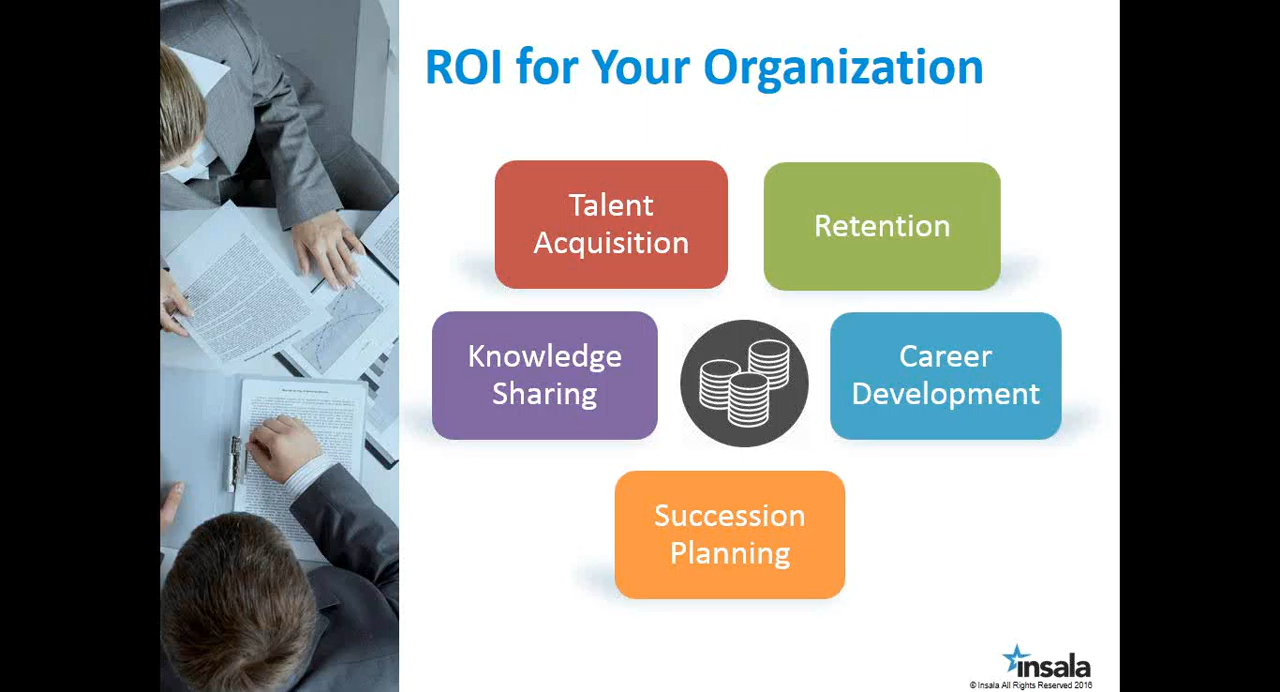 ROI for Your Organization
Talent
Acquisition
Retention
Knowledge
Sharing
Career
Development
Succession
Planning
insala
© Insala All Rights Reserved 2016